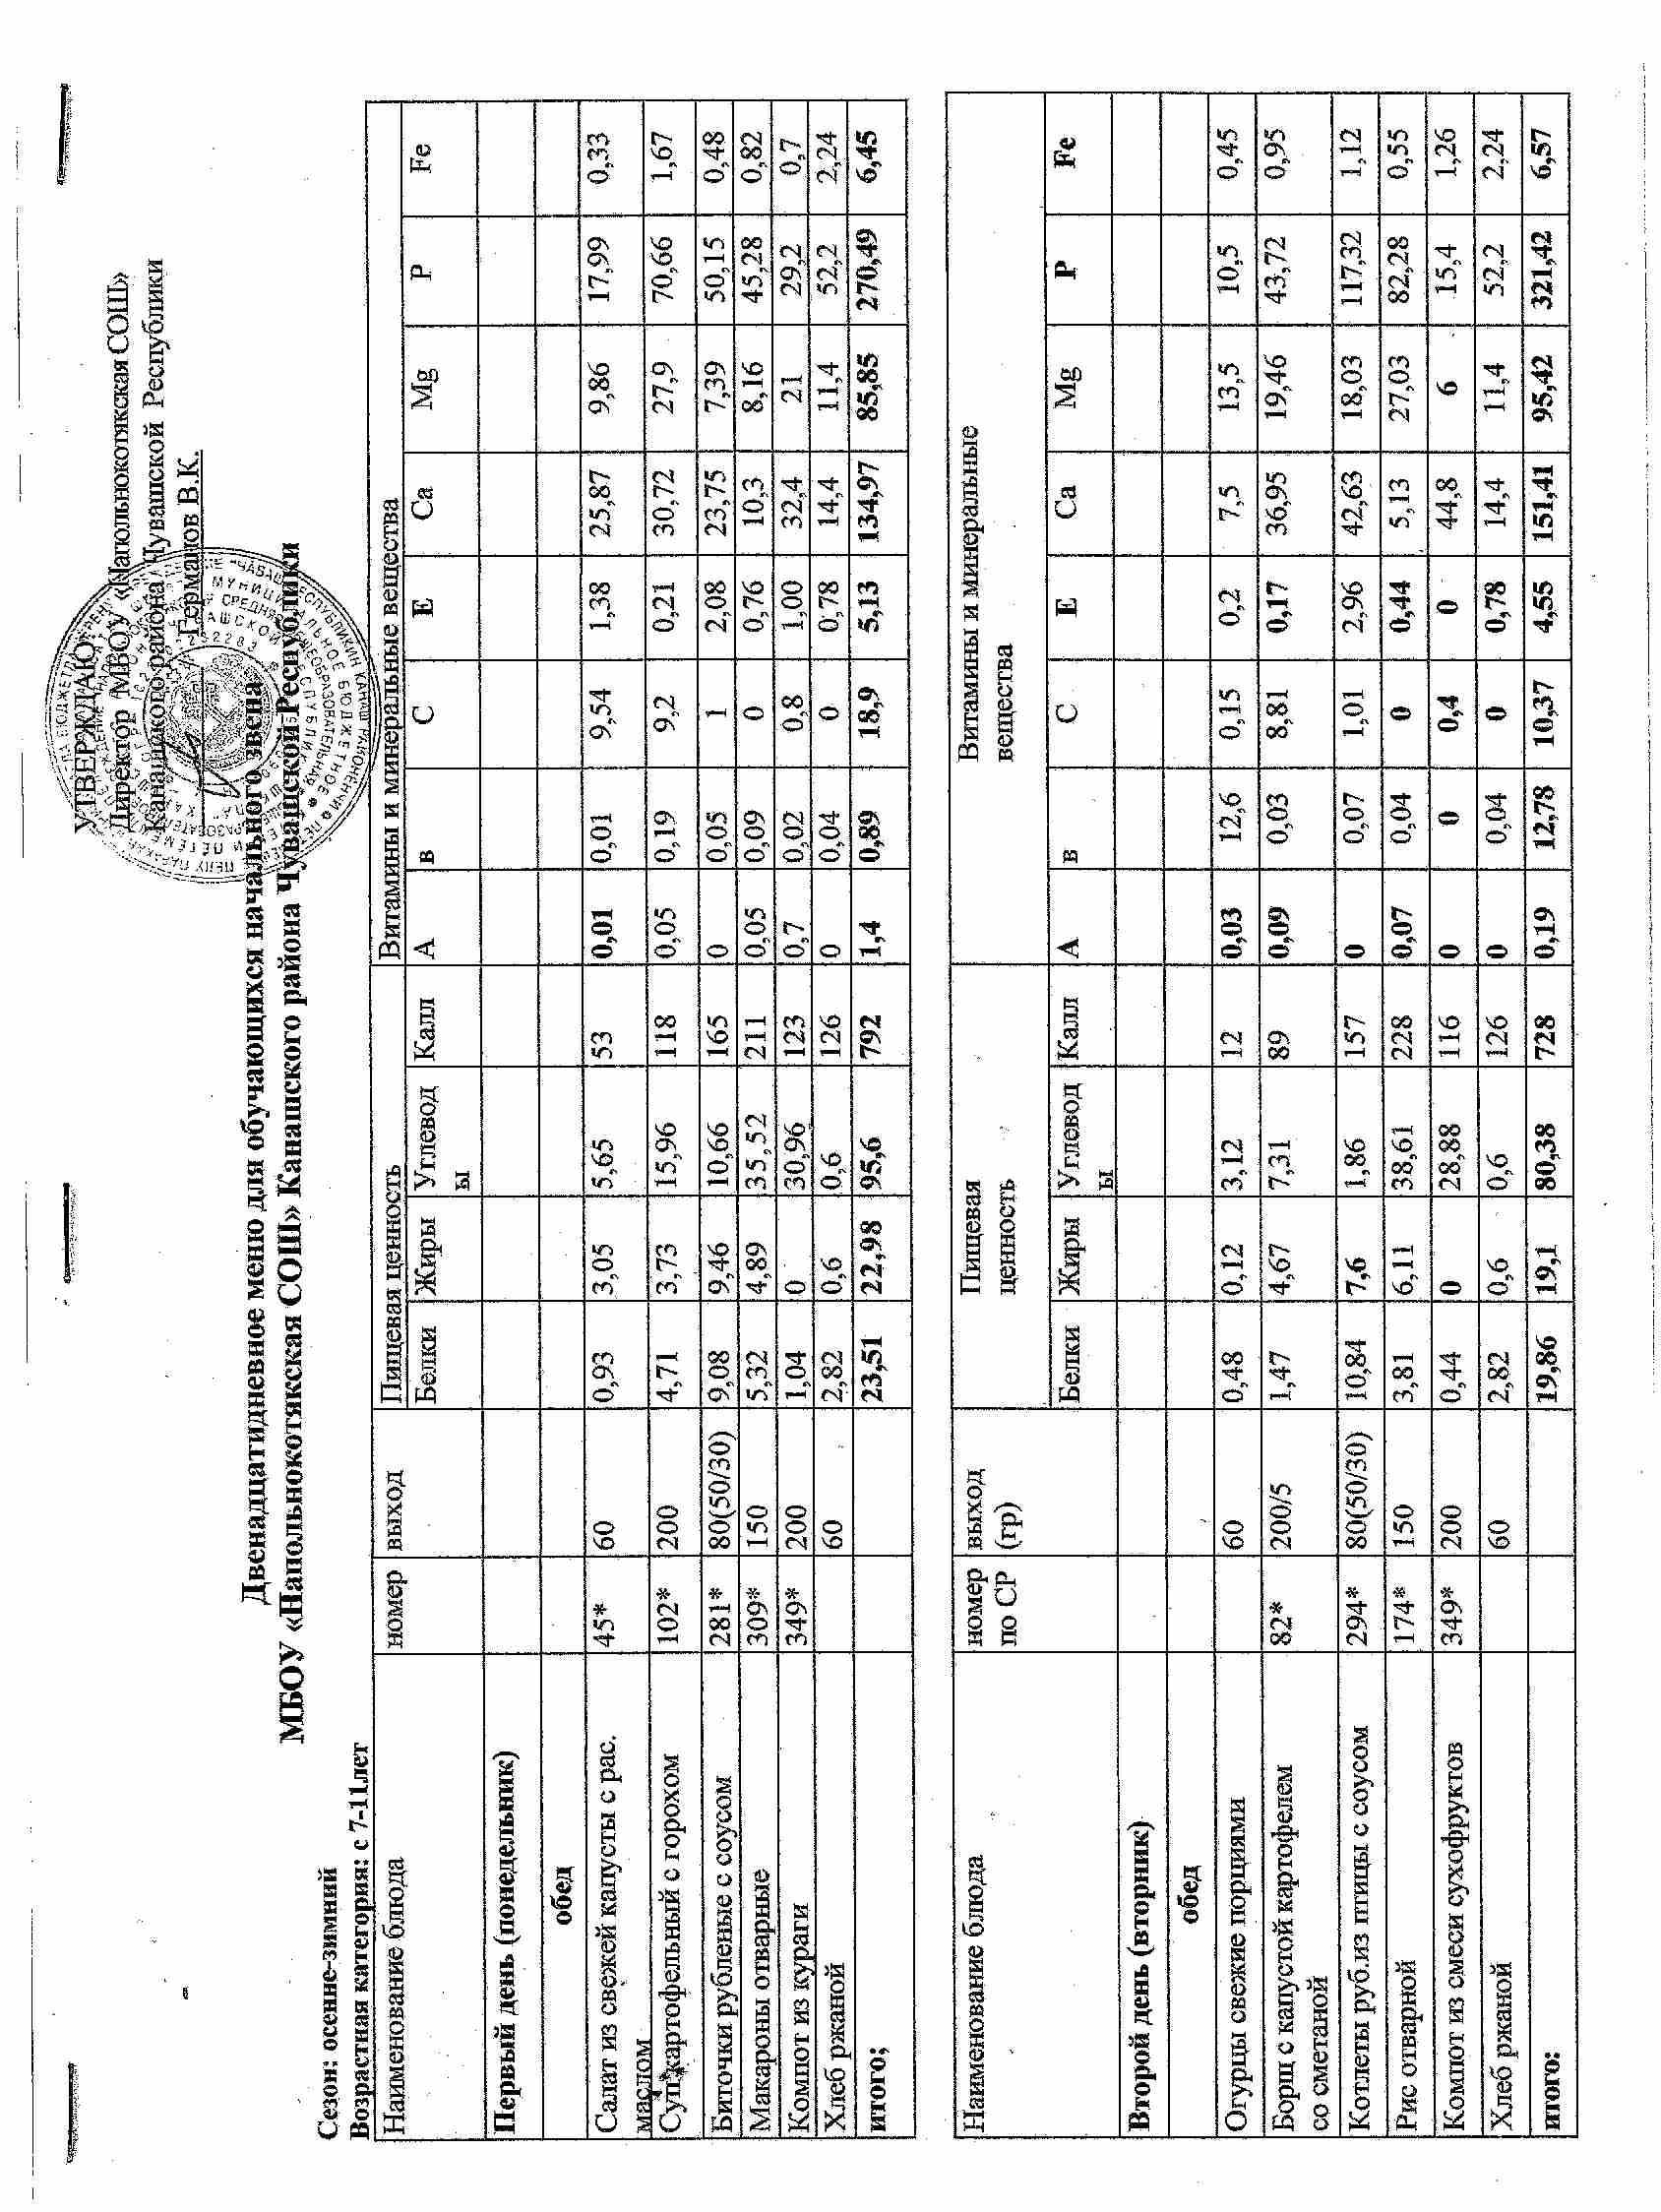 УТВЕРЖДАЮ:
Директор МБОУ «Напольнокотякская СОШ»
Канашского района Чувашской Республики
Германов В.К.
Двенадцатидневное меню для обучающихся начального звена
МБОУ «Напольнокотякская СОШ» Канашского района Чувашской Республики
Сезон: осенне-зимний
Возрастная категория: с 7-11лет
Наименование блюда номер выход Пищевая ценность Витамины и минеральные вещества
Белки Жиры Углевод Калл А в С Е Ca Mg P Fe
ы
Первый день (понедельник)
обед
Салат из свежей капусты с рас. 45* 60 0,93 3,05 5,65 53 0,01 0,01 9,54 1,38 25,87 9,86 17,99 0,33
маслом
Суп картофельный с горохом 102* 200 4,71 3,73 15,96 118 0,05 0,19 9,2 0,21 30,72 27,9 70,66 1,67
Биточки рубленые с соусом 281* 80(50/30) 9,08 9,46 10,66 165 0 0,05 1 2,08 23,75 7,39 50,15 0,48
Макароны отварные 309* 150 5,32 4,89 35,52 211 0,05 0,09 0 0,76 10,3 8,16 45,28 0,82
Компот из кураги 349* 200 1,04 0 30,96 123 0,7 0,02 0,8 1,00 32,4 21 29,2 0,7
Хлеб ржаной 60 2,82 0,6 0,6 126 0 0,04 0 0,78 14,4 11,4 52,2 2,24
итого; 23,51 22,98 95,6 792 1,4 0,89 18,9 5,13 134,97 85,85 270,49 6,45
Наименование блюда номер выход Пищевая Витамины и минеральные
по СР (гр) ценность вещества
Белки Жиры Углевод Калл А в С Е Ca Mg P Fe
ы
Второй день (вторник)
обед
Огурцы свежие порциями 60 0,48 0,12 3,12 12 0,03 12,6 0,15 0,2 7,5 13,5 10,5 0,45
Борщ с капустой картофелем 82* 200/5 1,47 4,67 7,31 89 0,09 0,03 8,81 0,17 36,95 19,46 43,72 0,95
со сметаной
Котлеты руб.из птицы с соусом 294* 80(50/30) 10,84 7,6 1,86 157 0 0,07 1,01 2,96 42,63 18,03 117,32 1,12
Рис отварной 174* 150 3,81 6,11 38,61 228 0,07 0,04 0 0,44 5,13 27,03 82,28 0,55
Компот из смеси сухофруктов 349* 200 0,44 0 28,88 116 0 0 0,4 0 44,8 6 15,4 1,26
Хлеб ржаной 60 2,82 0,6 0,6 126 0 0,04 0 0,78 14,4 11,4 52,2 2,24
итого: 19,86 19,1 80,38 728 0,19 12,78 10,37 4,55 151,41 95,42 321,42 6,57